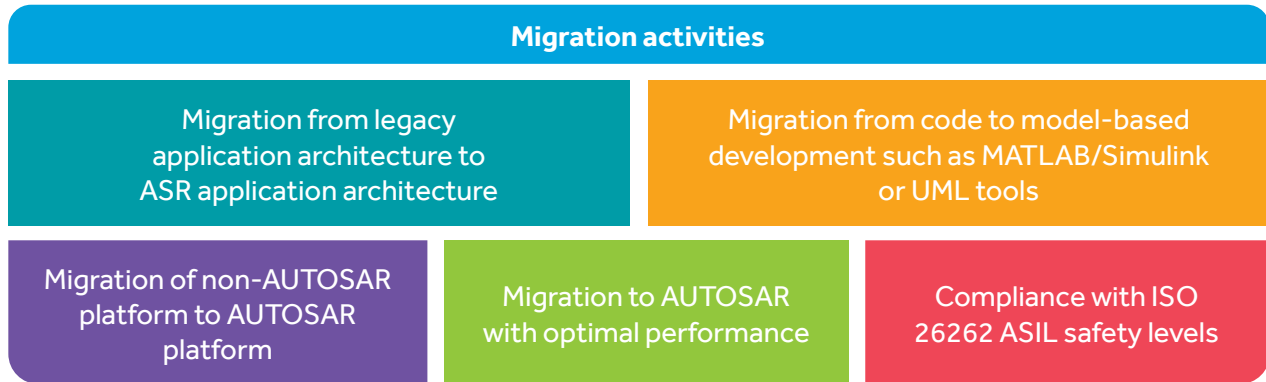 Migration activities
Migration from legacy
application architecture to
ASR application architecture
Migration from code to model-based
development such as MATLAB/Simulink
or UML tools
Migration of non-AUTOSAR
platform to AUTOSAR
platform
Migration to AUTOSAR
with optimal performance
Compliance with ISO
26262 ASIL safety levels